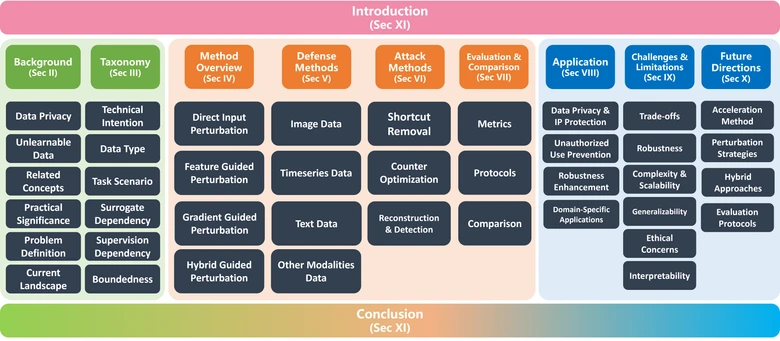 Introduction
(Sec XI)
Background
(Sec II)
Data Privacy
Unlearnable
Data
Related
Concepts
Practical
Significance
Problem
Definition
Current
Landscape
Taxonomy
(Sec III)
Technical
Intention
Data Type
Task Scenario
Surrogate
Dependency
Supervision
Dependency
Boundedness
Method
Overview
(Sec IV)
Direct Input
Perturbation
Feature Guided
Perturbation
Gradient Guided
Perturbation
Hybrid Guided
Perturbation
Defense
Methods
(Sec V)
Image Data
Timeseries Data
Text Data
Other Modalities
Data
Attack
Methods
(Sec VI)
Shortcut
Removal
Counter
Optimization
Reconstruction
& Detection
Evaluation &
Comparison
(Sec VII)
Metrics
Protocols
Comparison
Application
(Sec VIII)
Data Privacy &
IP Protection
Unauthorized
Use Prevention
Robustness
Enhancement
Domain-Specific
Applications
Challenges &
Limitations
(Sec IX)
Trade-offs
Robustness
Complexity &
Scalability
Generalizability
Ethical
Concerns
Interpretability
Future
Directions
(Sec X)
Acceleration
Method
Perturbation
Strategies
Hybrid
Approaches
Evaluation
Protocols
Conclusion
(Sec XI)